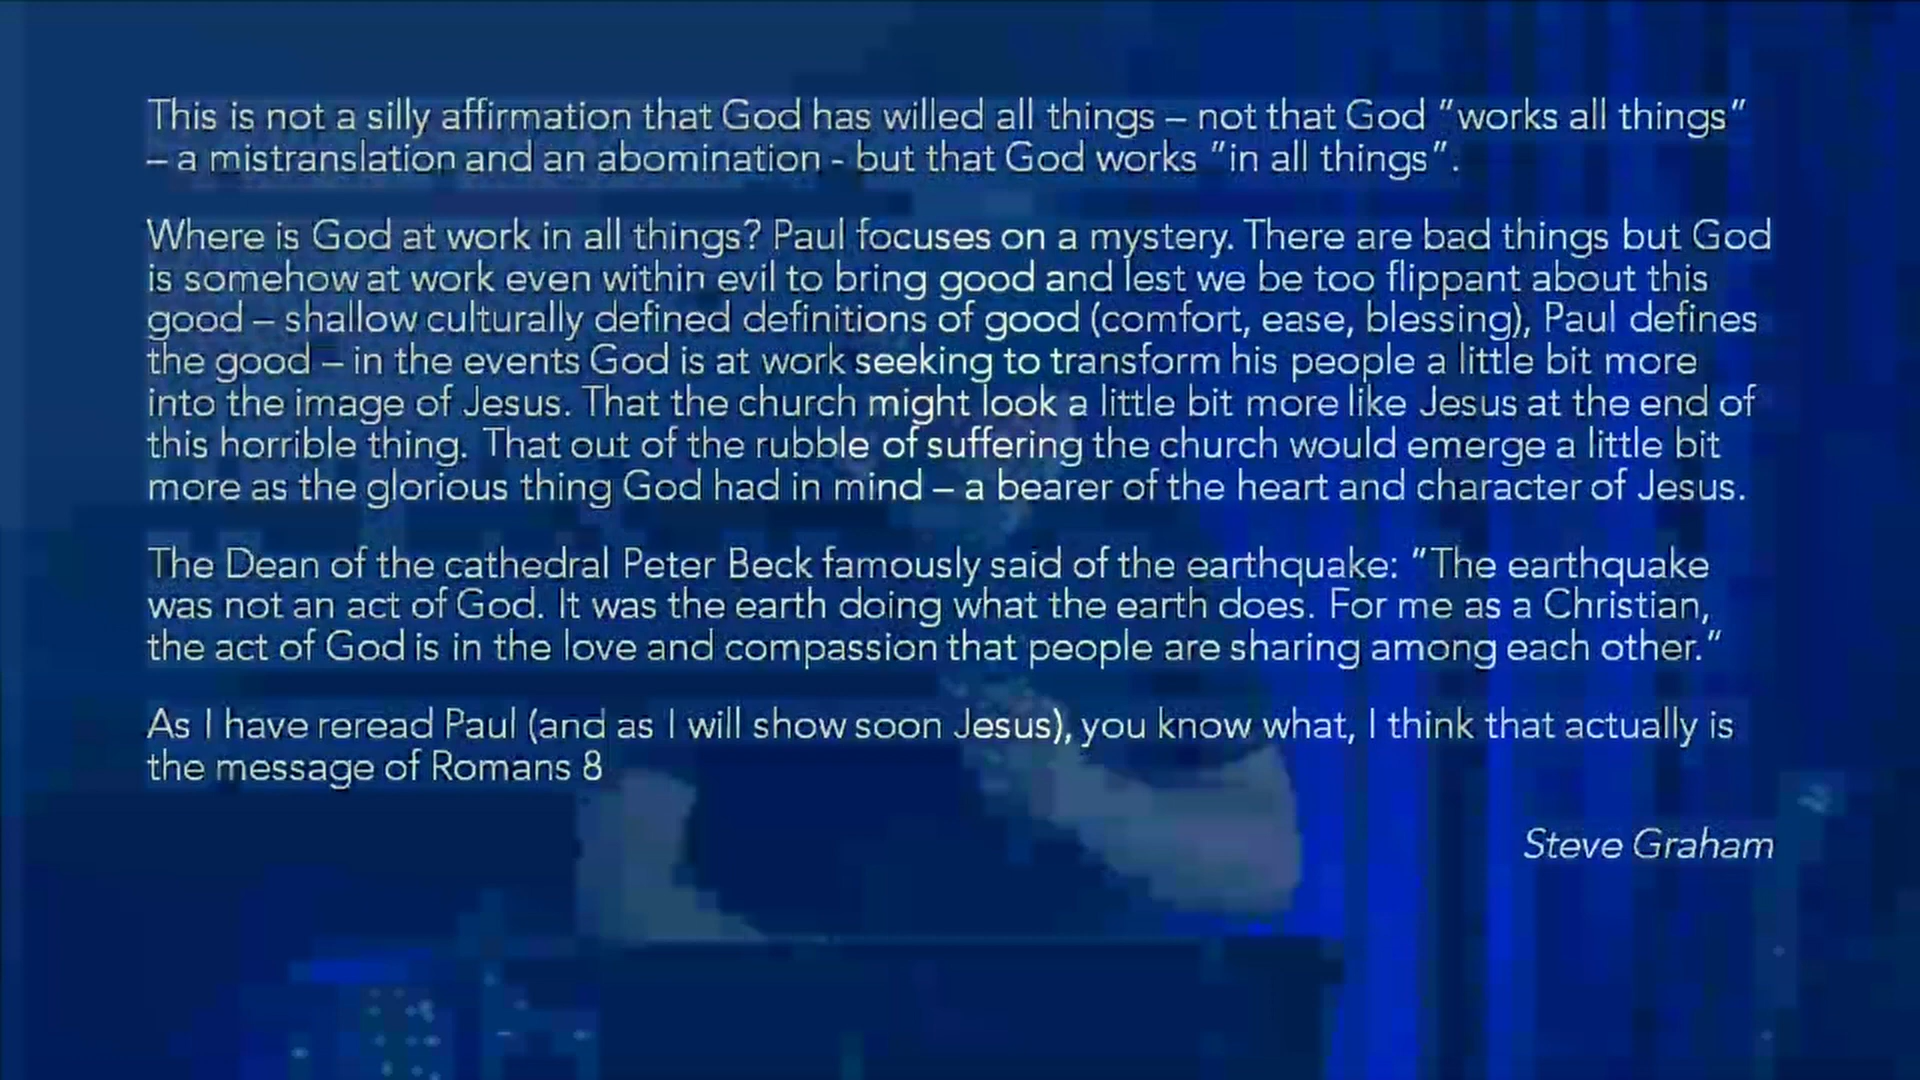 This is not a silly affirmation that God has willed all things – not that God "works all things"
– a mistranslation and an abomination - but that God works "in all things".
Where is God at work in all things? Paul focuses on a mystery. There are bad things but God
is somehow at work even within evil to bring good and lest we be too flippant about this
good – shallow culturally defined definitions of good (comfort, ease, blessing), Paul defines
the good – in the events God is at work seeking to transform his people a little bit more
into the image of Jesus. That the church might look a little bit more like Jesus at the end of
this horrible thing. That out of the rubble of suffering the church would emerge a little bit
more as the glorious thing God had in mind – a bearer of the heart and character of Jesus.
The Dean of the cathedral Peter Beck famously said of the earthquake: "The earthquake
was not an act of God. It was the earth doing what the earth does. For me as a Christian,
the act of God is in the love and compassion that people are sharing among each other."
As I have reread Paul (and as I will show soon Jesus), you know what, I think that actually is
the message of Romans 8
Steve Graham